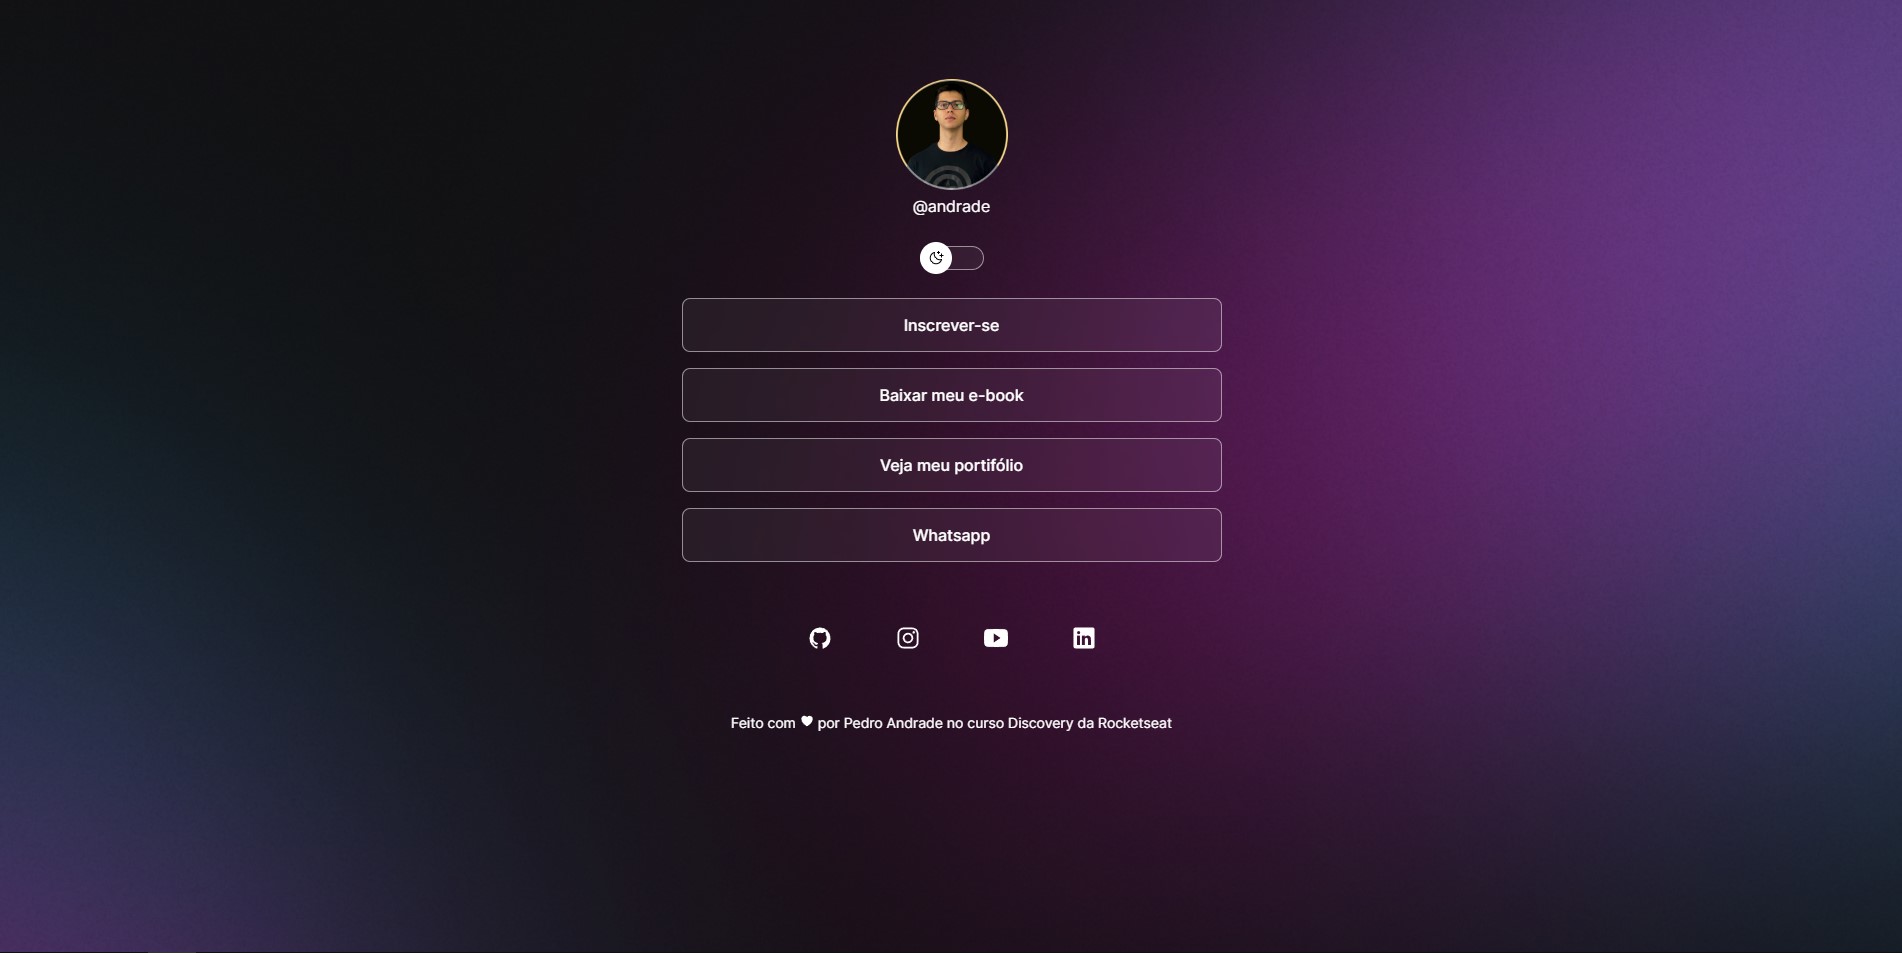 @andrade
Inscrever-se
Baixar meu e-book
Veja meu portifólio
Whatsapp
in
Feito com ♥ por Pedro Andrade no curso Discovery da Rocketseat